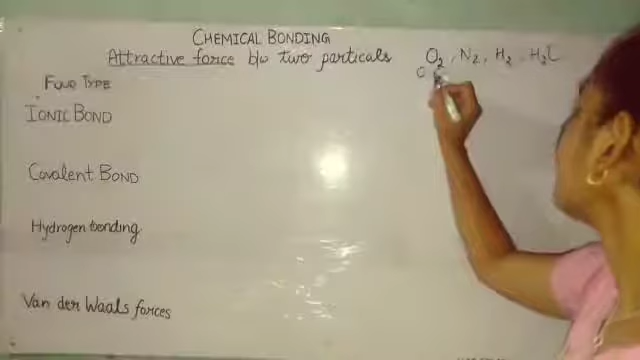 CHEMICAL BONDING
Attractive force b/w two particals O2, N2, H2, H2C
O
FOUR TYPE
IONIC BOND
Covalent BOND
Hydrogen bonding
Van der Waals forces